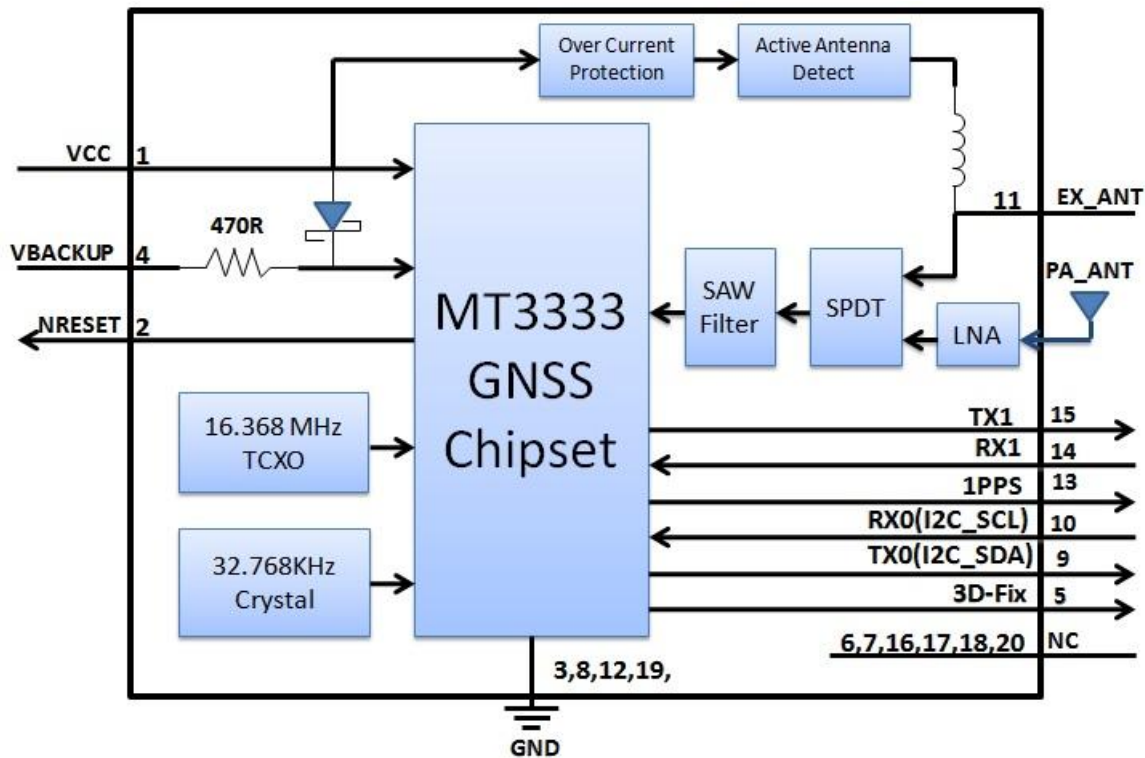 Over Current
Protection
Active Antenna
Detect
VCC
1
470R
VBACKUP
4
NRESET
2
11
EX_ANT
PA_ANT
SAW
Filter
SPDT
LNA
MT3333
GNSS
Chipset
16.368 MHz
TCXO
32.768KHz
Crystal
TX1
15
RX1
14
1PPS
13
RX0(I2C_SCL)
10
TX0(I2C_SDA)
9
3D-Fix
5
6,7,16,17,18,20
NC
3,8,12,19,
GND